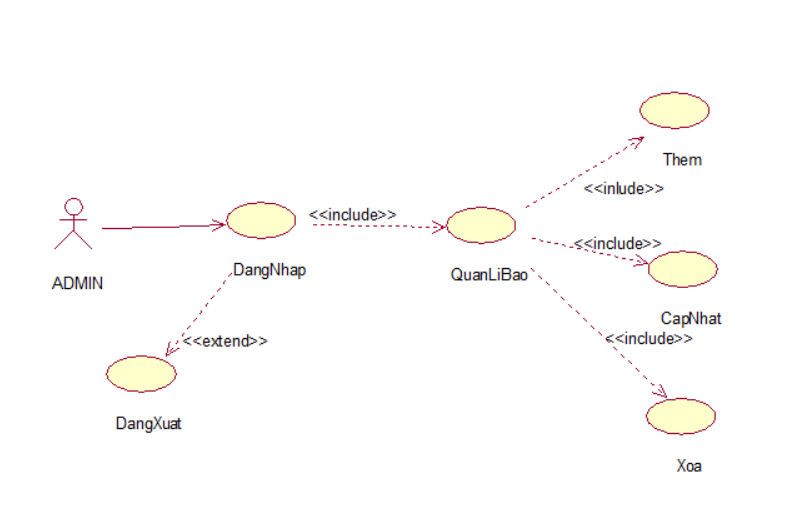 Them
<<inlude>>
<<include>>
<<include>>
DangNhap
QuanLiBao
ADMIN
CapNhat
<<extend>>
<<include>>
DangXuat
Xoa